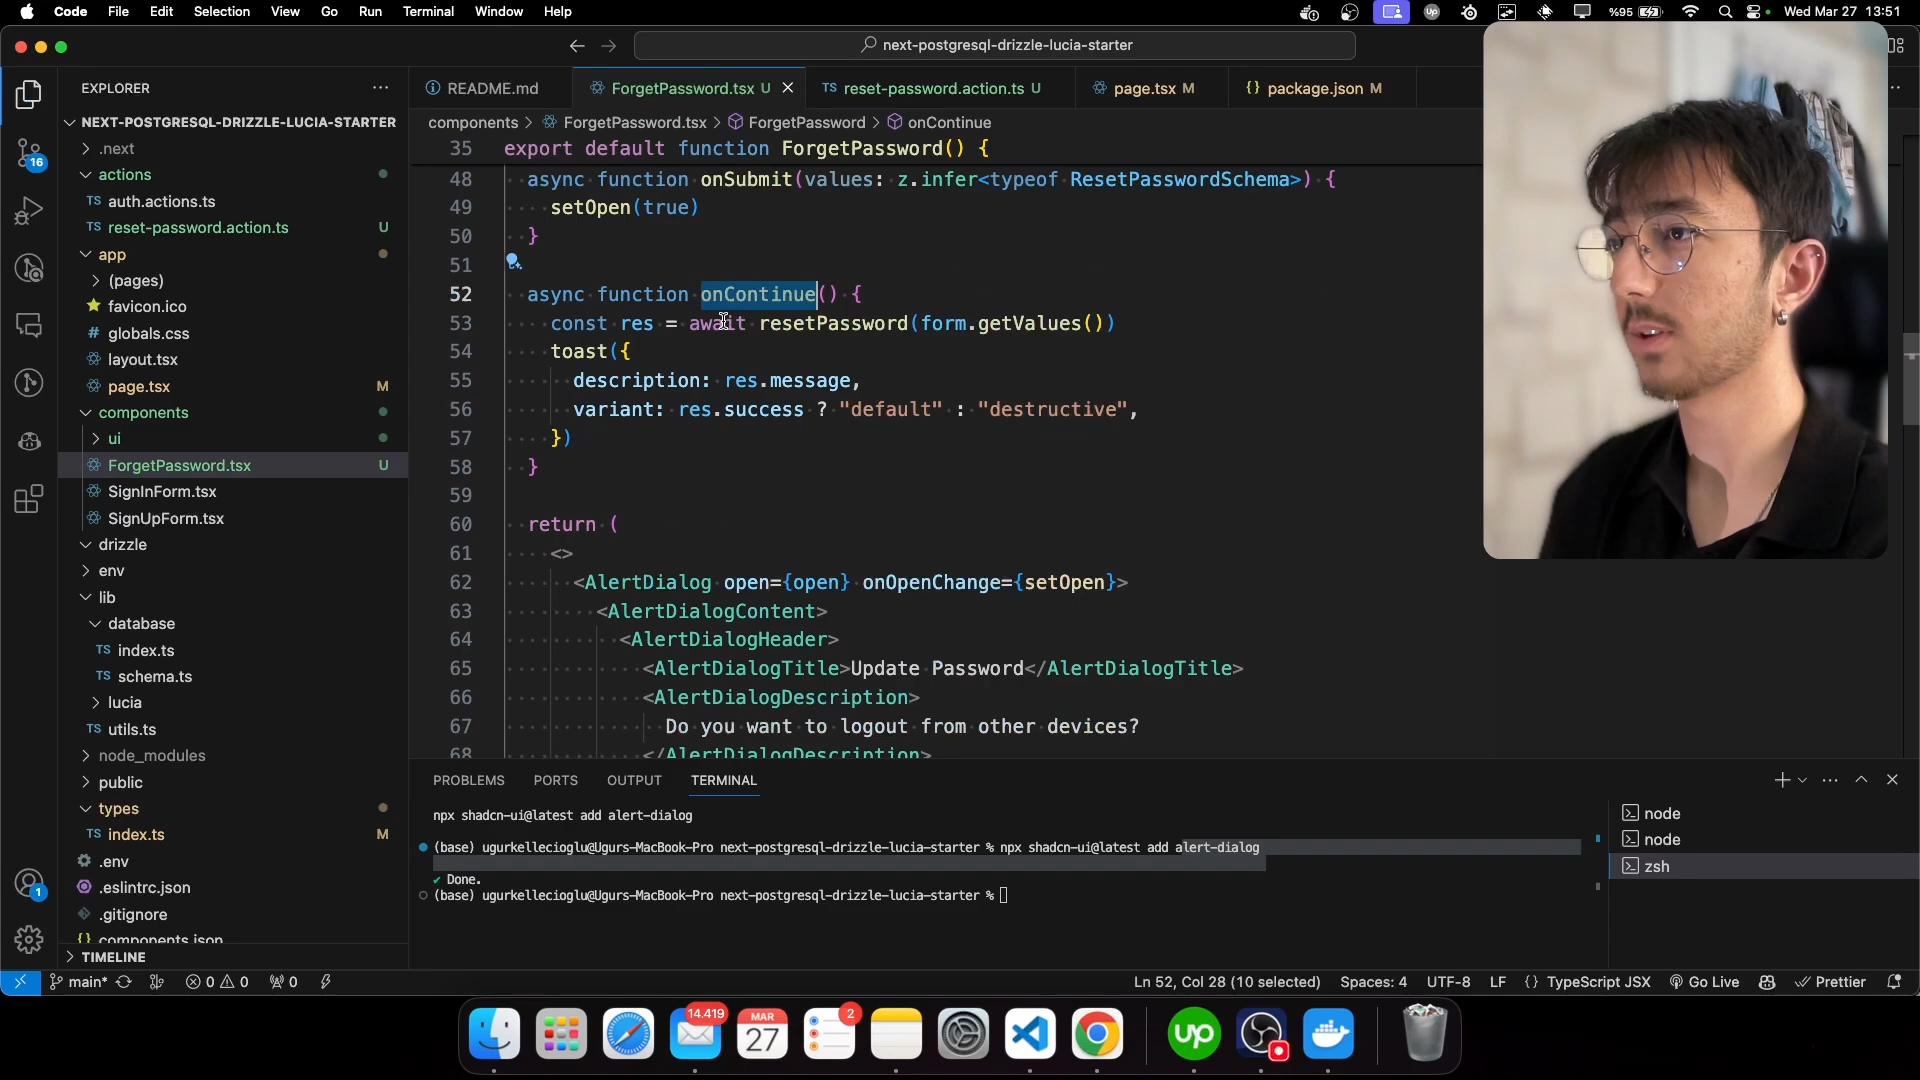 Code File Edit Selection View Go Run Terminal Window Help
%95 Wed Mar 27 13:51
next-postgresql-drizzle-lucia-starter
EXPLORER
README.md
ForgetPassword.tsx U
TS reset-password.action.ts U
page.tsx M
{} package.json M
NEXT-POSTGRESQL-DRIZZLE-LUCIA-STARTER
.next
actions
TS auth.actions.ts
TS reset-password.action.ts U
app
(pages)
favicon.ico
# globals.css
layout.tsx
page.tsx M
components
ui
ForgetPassword.tsx U
SignInForm.tsx
SignUpForm.tsx
drizzle
env
lib
database
TS index.ts
TS schema.ts
lucia
TS utils.ts
node_modules
public
types
TS index.ts M
.env
.eslintrc.json
.gitignore
{} components.json
TIMELINE
16
1
components > ForgetPassword.tsx > ForgetPassword > onContinue
35 export default function ForgetPassword() {
48 async function onSubmit(values: z.infer<typeof ResetPasswordSchema>) {
49 setOpen(true)
50 }
51
52 async function onContinue() {
53 const res = await resetPassword(form.getValues())
54 toast({
55 description: res.message,
56 variant: res.success ? "default" : "destructive",
57 })
58 }
59
60 return (
61 <>
62 <AlertDialog open={open} onOpenChange={setOpen}>
63 <AlertDialogContent>
64 <AlertDialogHeader>
65 <AlertDialogTitle>Update Password</AlertDialogTitle>
66 <AlertDialogDescription>
67 Do you want to logout from other devices?
68 </AlertDialogDescription>
PROBLEMS PORTS OUTPUT TERMINAL
npx shadcn-ui@latest add alert-dialog
(base) ugurkellecioglu@Ugurs-MacBook-Pro next-postgresql-drizzle-lucia-starter % npx shadcn-ui@latest add alert-dialog
✔ Done.
(base) ugurkellecioglu@Ugurs-MacBook-Pro next-postgresql-drizzle-lucia-starter %
node
node
zsh
main* 0 0 0
Ln 52, Col 28 (10 selected) Spaces: 4 UTF-8 LF {} TypeScript JSX Go Live Prettier
14.419
MAR
27
2
up